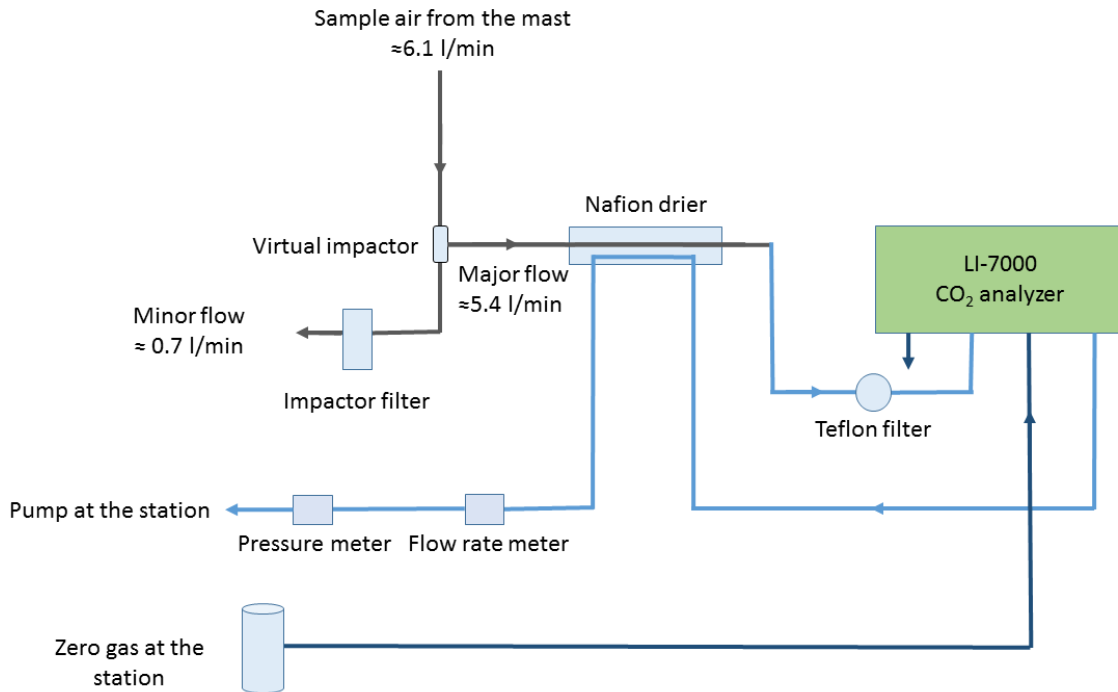 Sample air from the mast
≈6.1 l/min
Nafion drier
Virtual impactor
Major flow
≈5.4 l/min
LI-7000
CO₂ analyzer
Minor flow
≈ 0.7 l/min
Impactor filter
Teflon filter
Pump at the station
Pressure meter
Flow rate meter
Zero gas at the
station